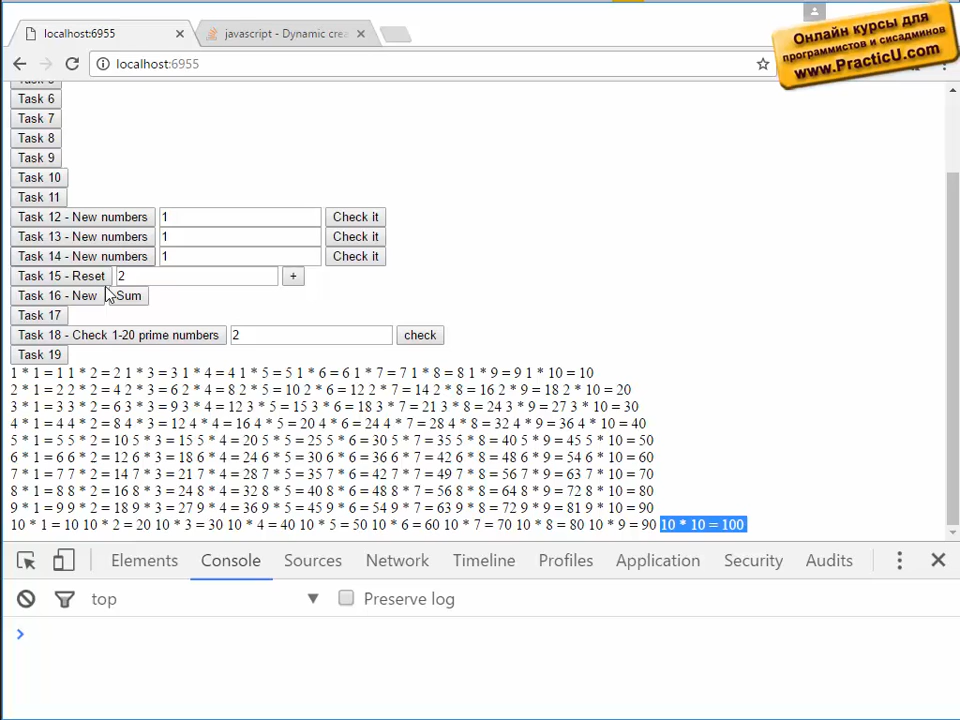 localhost:6955
javascript - Dynamic crea
Онлайн курсы для
программистов и сисадминов
www.PracticU.com
localhost:6955
Task 6
Task 7
Task 8
Task 9
Task 10
Task 11
Task 12 - New numbers 1 Check it
Task 13 - New numbers 1 Check it
Task 14 - New numbers 1 Check it
Task 15 - Reset 2 +
Task 16 - New Sum
Task 17
Task 18 - Check 1-20 prime numbers 2 check
Task 19
1 * 1 = 1 1 * 2 = 2 1 * 3 = 3 1 * 4 = 4 1 * 5 = 5 1 * 6 = 6 1 * 7 = 7 1 * 8 = 8 1 * 9 = 9 1 * 10 = 10
2 * 1 = 2 2 * 2 = 4 2 * 3 = 6 2 * 4 = 8 2 * 5 = 10 2 * 6 = 12 2 * 7 = 14 2 * 8 = 16 2 * 9 = 18 2 * 10 = 20
3 * 1 = 3 3 * 2 = 6 3 * 3 = 9 3 * 4 = 12 3 * 5 = 15 3 * 6 = 18 3 * 7 = 21 3 * 8 = 24 3 * 9 = 27 3 * 10 = 30
4 * 1 = 4 4 * 2 = 8 4 * 3 = 12 4 * 4 = 16 4 * 5 = 20 4 * 6 = 24 4 * 7 = 28 4 * 8 = 32 4 * 9 = 36 4 * 10 = 40
5 * 1 = 5 5 * 2 = 10 5 * 3 = 15 5 * 4 = 20 5 * 5 = 25 5 * 6 = 30 5 * 7 = 35 5 * 8 = 40 5 * 9 = 45 5 * 10 = 50
6 * 1 = 6 6 * 2 = 12 6 * 3 = 18 6 * 4 = 24 6 * 5 = 30 6 * 6 = 36 6 * 7 = 42 6 * 8 = 48 6 * 9 = 54 6 * 10 = 60
7 * 1 = 7 7 * 2 = 14 7 * 3 = 21 7 * 4 = 28 7 * 5 = 35 7 * 6 = 42 7 * 7 = 49 7 * 8 = 56 7 * 9 = 63 7 * 10 = 70
8 * 1 = 8 8 * 2 = 16 8 * 3 = 24 8 * 4 = 32 8 * 5 = 40 8 * 6 = 48 8 * 7 = 56 8 * 8 = 64 8 * 9 = 72 8 * 10 = 80
9 * 1 = 9 9 * 2 = 18 9 * 3 = 27 9 * 4 = 36 9 * 5 = 45 9 * 6 = 54 9 * 7 = 63 9 * 8 = 72 9 * 9 = 81 9 * 10 = 90
10 * 1 = 10 10 * 2 = 20 10 * 3 = 30 10 * 4 = 40 10 * 5 = 50 10 * 6 = 60 10 * 7 = 70 10 * 8 = 80 10 * 9 = 90 10 * 10 = 100
Elements Console Sources Network Timeline Profiles Application Security Audits
top Preserve log